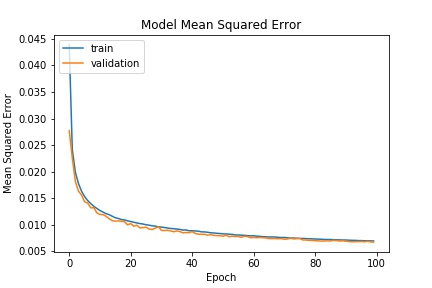 Model Mean Squared Error
0.045
0.040
0.035
0.030
0.025
0.020
0.015
0.010
0.005
Mean Squared Error
train
validation
0 20 40 60 80 100
Epoch